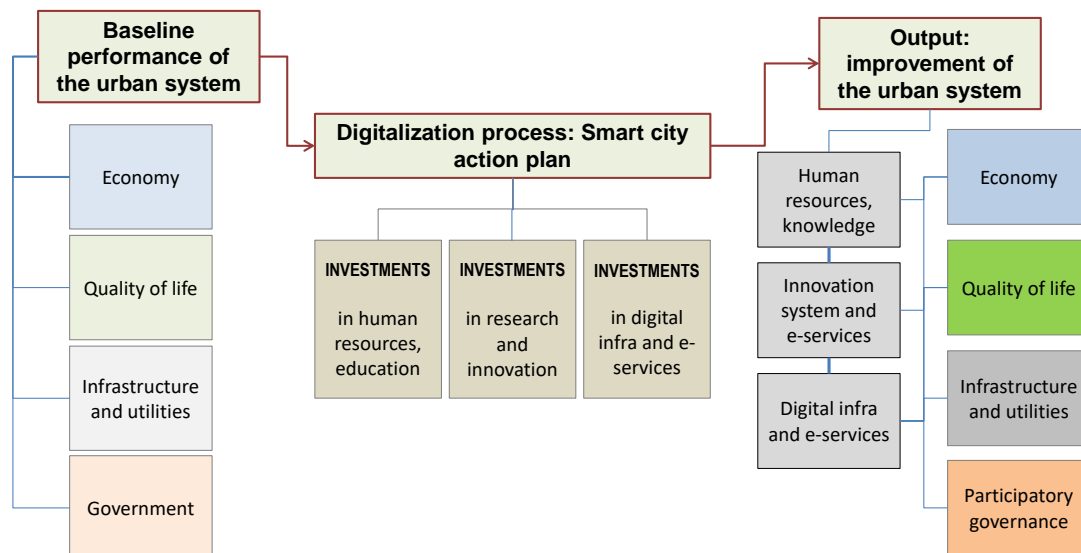 Baseline
performance of
the urban system
Economy
Quality of life
Infrastructure
and utilities
Government
Digitalization process: Smart city
action plan
INVESTMENTS
in human
resources,
education
INVESTMENTS
in research
and
innovation
INVESTMENTS
in digital
infra and e-
services
Output:
improvement of
the urban system
Human
resources,
knowledge
Innovation
system and
e-services
Digital infra
and e-services
Economy
Quality of life
Infrastructure
and utilities
Participatory
governance